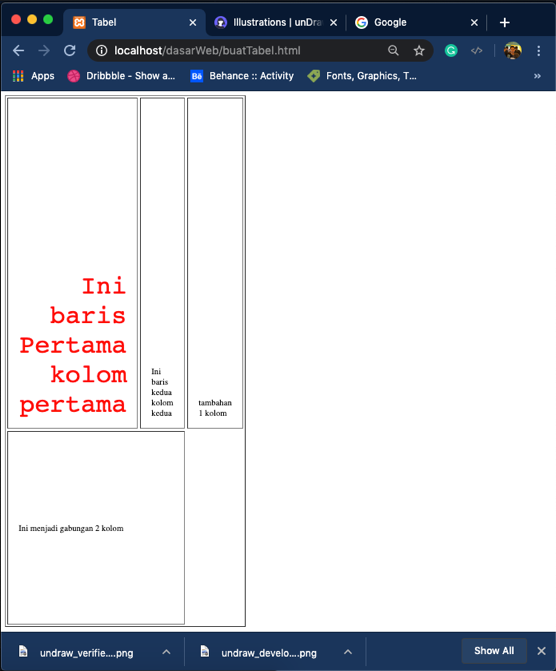 Tabel
Illustrations | unDra
Google
localhost/dasarWeb/buatTabel.html
Apps
Dribbble - Show a...
Bē Behance :: Activity
Fonts, Graphics, T...
»
Ini
baris
Pertama
kolom
pertama
Ini
baris
kedua
kolom
kedua
tambahan
1 kolom
Ini menjadi gabungan 2 kolom
undraw_verifie....png
undraw_develo....png
Show All